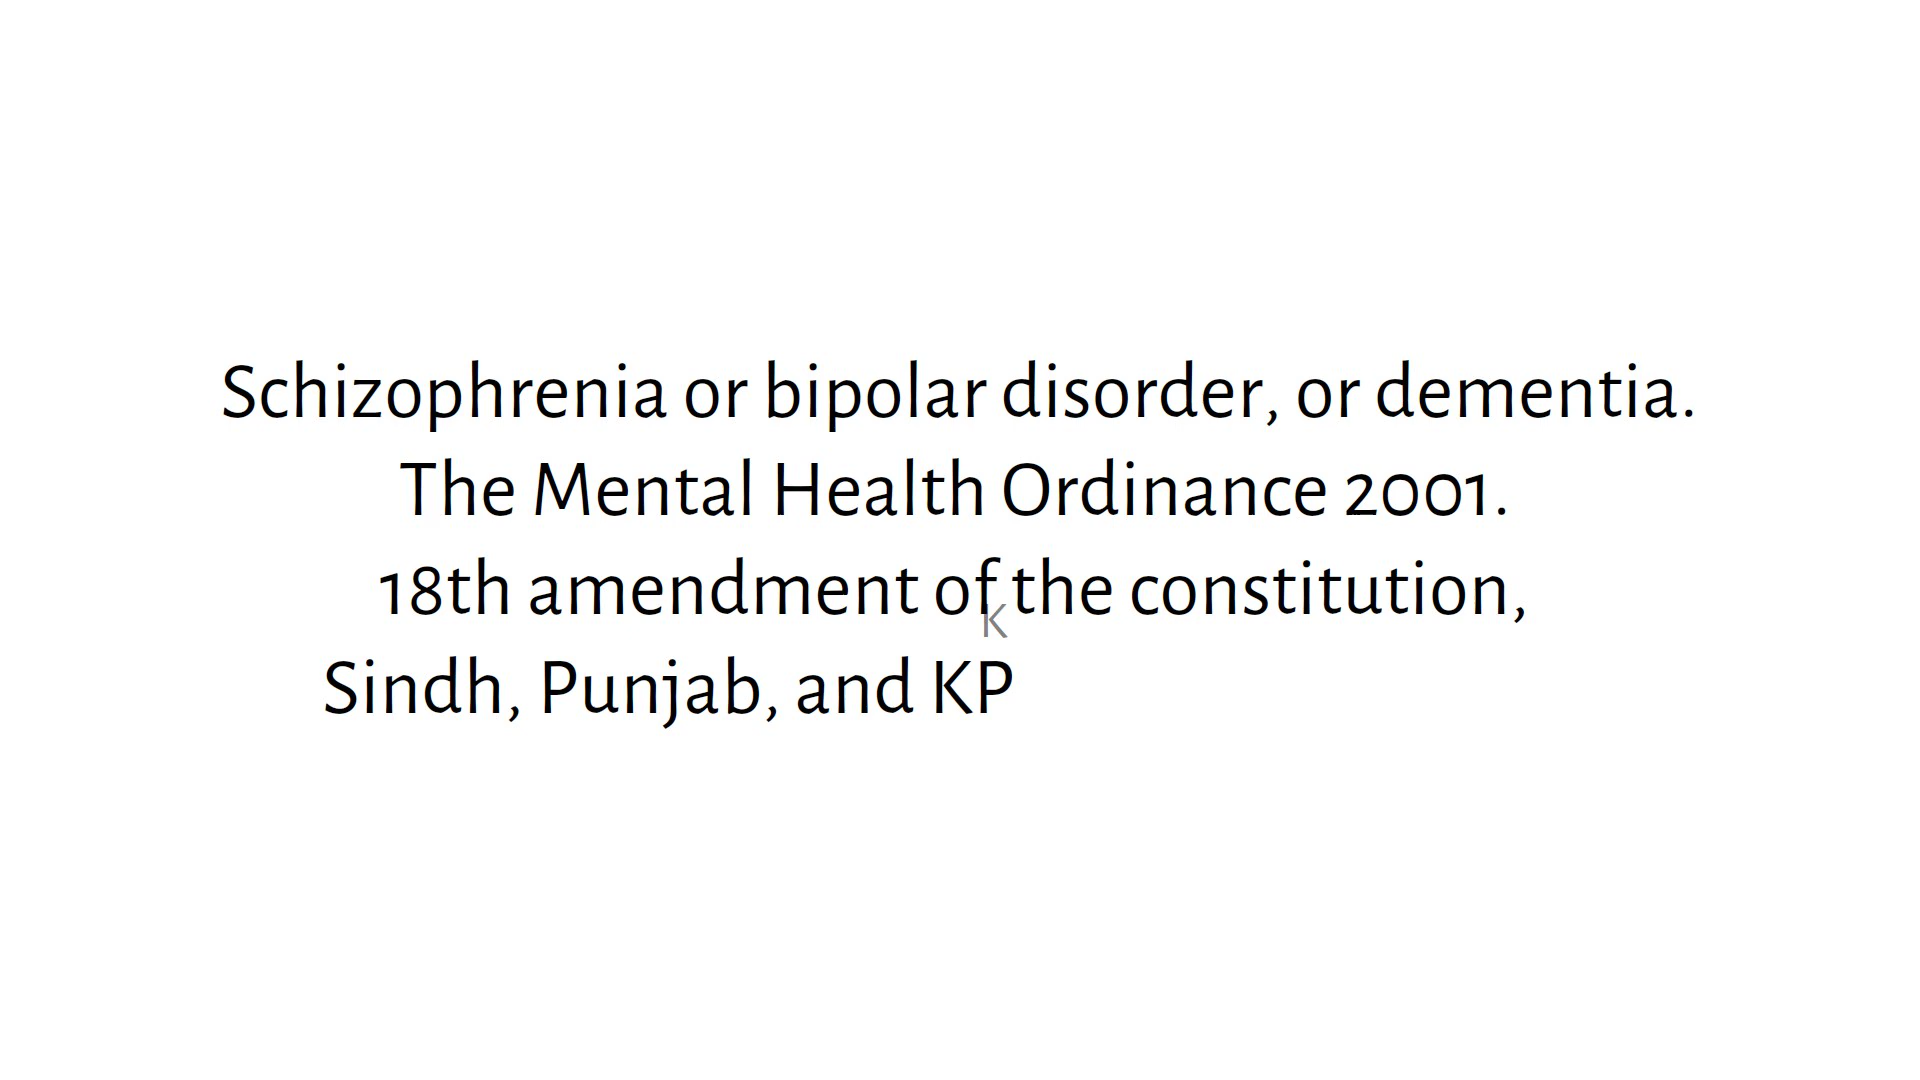 Schizophrenia or bipolar disorder, or dementia.
The Mental Health Ordinance 2001.
18th amendment of the constitution,
K
Sindh, Punjab, and KP